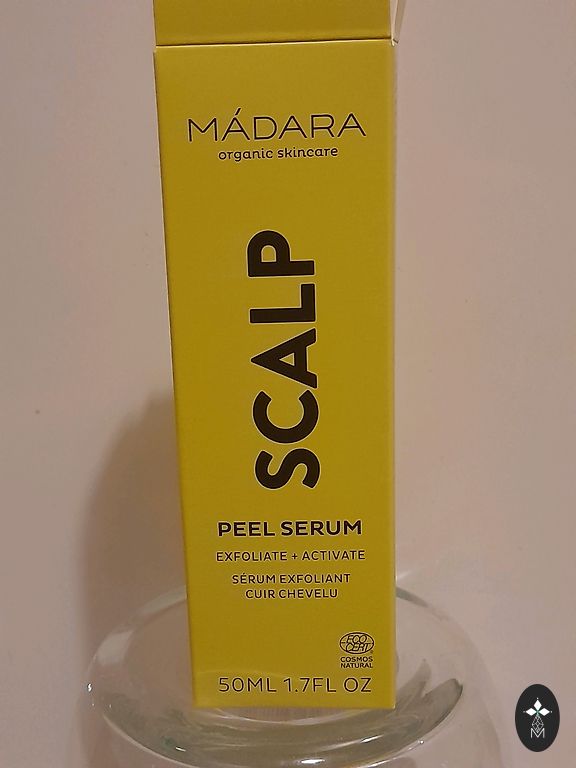 MÁDARA
organic skincare
SCALP
PEEL SERUM
EXFOLIATE + ACTIVATE
SÉRUM EXFOLIANT
CUIR CHEVELU
ECO
CERT
COSMOS
NATURAL
50ML 1.7FL OZ
M